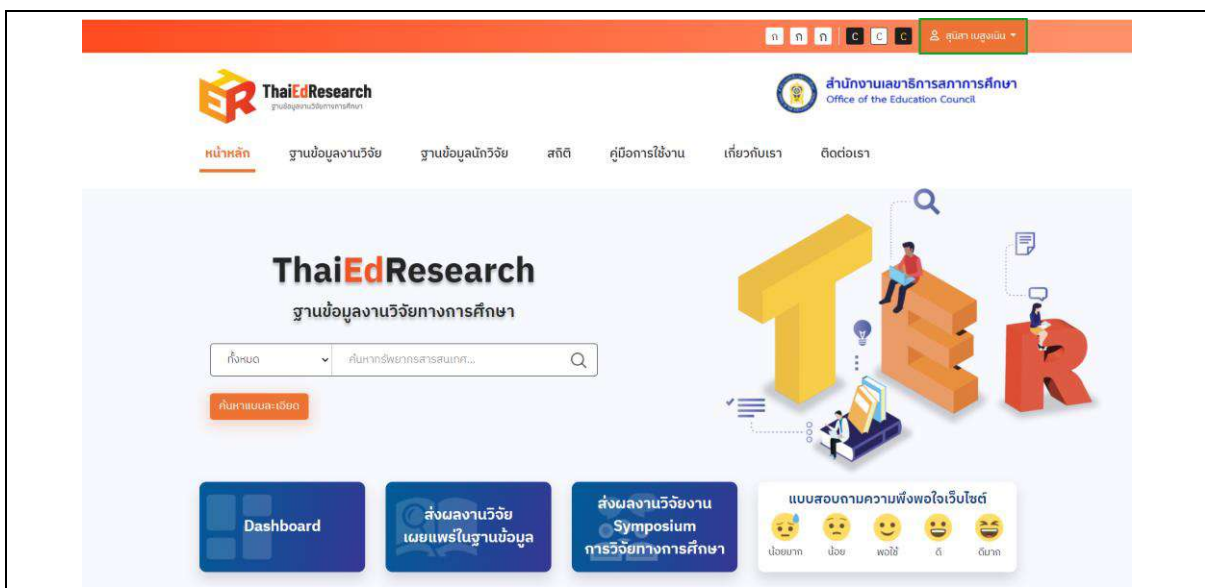 ก ก ก C C C สุนิสา เมสูงเนิน
ThaiEdResearch
ฐานข้อมูลงานวิจัยทางการศึกษา
สำนักงานเลขาธิการสภาการศึกษา
Office of the Education Council
หน้าหลัก ฐานข้อมูลงานวิจัย ฐานข้อมูลนักวิจัย สถิติ คู่มือการใช้งาน เกี่ยวกับเรา ติดต่อเรา
ThaiEdResearch
ฐานข้อมูลงานวิจัยทางการศึกษา
TER
ทั้งหมด ค้นหาทรัพยากรสารสนเทศ...
ค้นหาแบบละเอียด
Dashboard
ส่งผลงานวิจัย
เผยแพร่ในฐานข้อมูล
ส่งผลงานวิจัยงาน
Symposium
การวิจัยทางการศึกษา
แบบสอบถามความพึงพอใจเว็บไซต์
น้อยมาก น้อย พอใช้ ดี ดีมาก